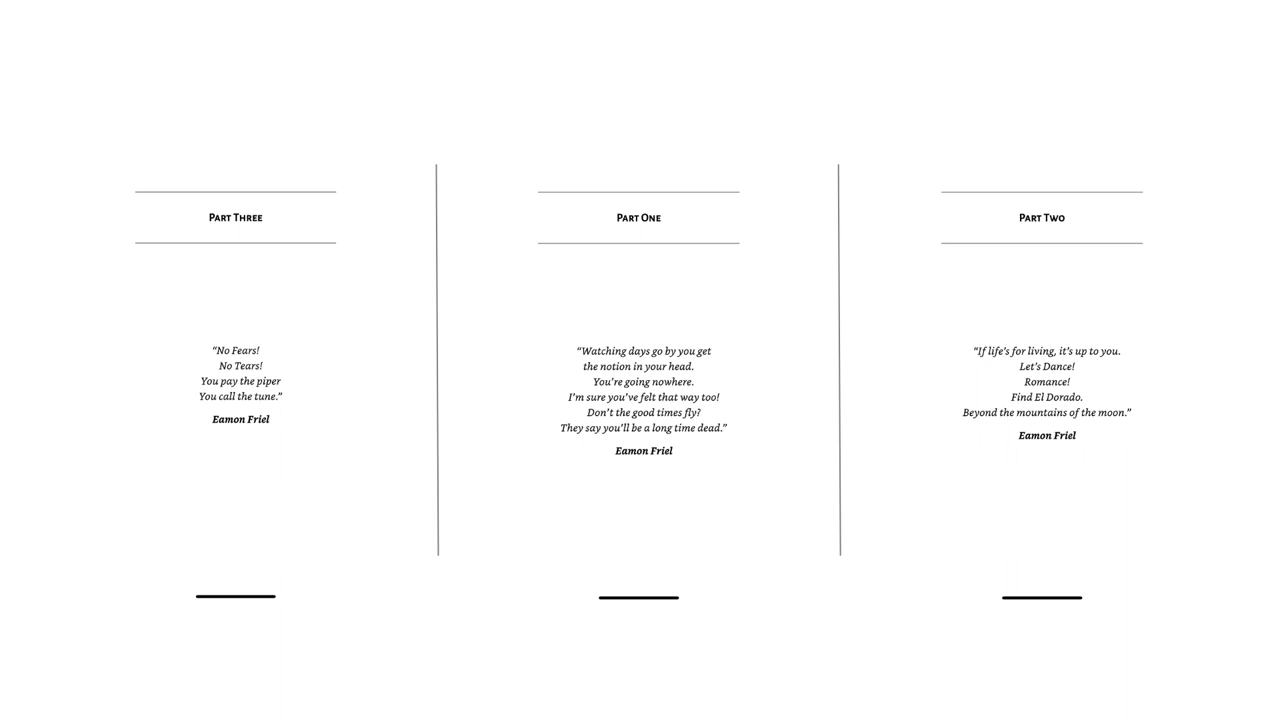 Part Three
“No Fears!
No Tears!
You pay the piper
You call the tune.”
Eamon Friel
Part One
“Watching days go by you get
the notion in your head.
You’re going nowhere.
I’m sure you’ve felt that way too!
Don’t the good times fly?
They say you’ll be a long time dead.”
Eamon Friel
Part Two
“If life’s for living, it’s up to you.
Let’s Dance!
Romance!
Find El Dorado.
Beyond the mountains of the moon.”
Eamon Friel